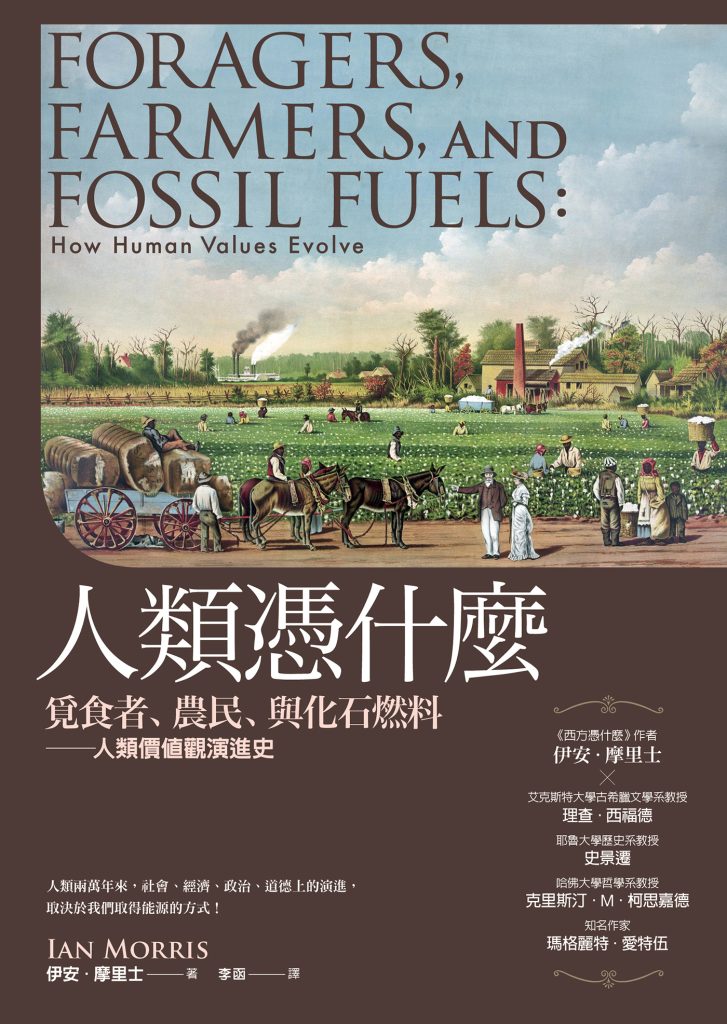 FORAGERS,
FARMERS, AND
FOSSIL FUELS:
How Human Values Evolve
人類憑什麼
覓食者、農民、與化石燃料
——人類價值觀演進史
《西方憑什麼》作者
伊安·摩里士
×
艾克斯特大學古希臘文學系教授
理查·西福德
耶魯大學歷史系教授
史景遷
哈佛大學哲學系教授
克里斯汀·M·柯思嘉德
知名作家
瑪格麗特·愛特伍
人類兩萬年來，社會、經濟、政治、道德上的演進，
取決於我們取得能源的方式！
IAN MORRIS
伊安·摩里士——著 李函——譯